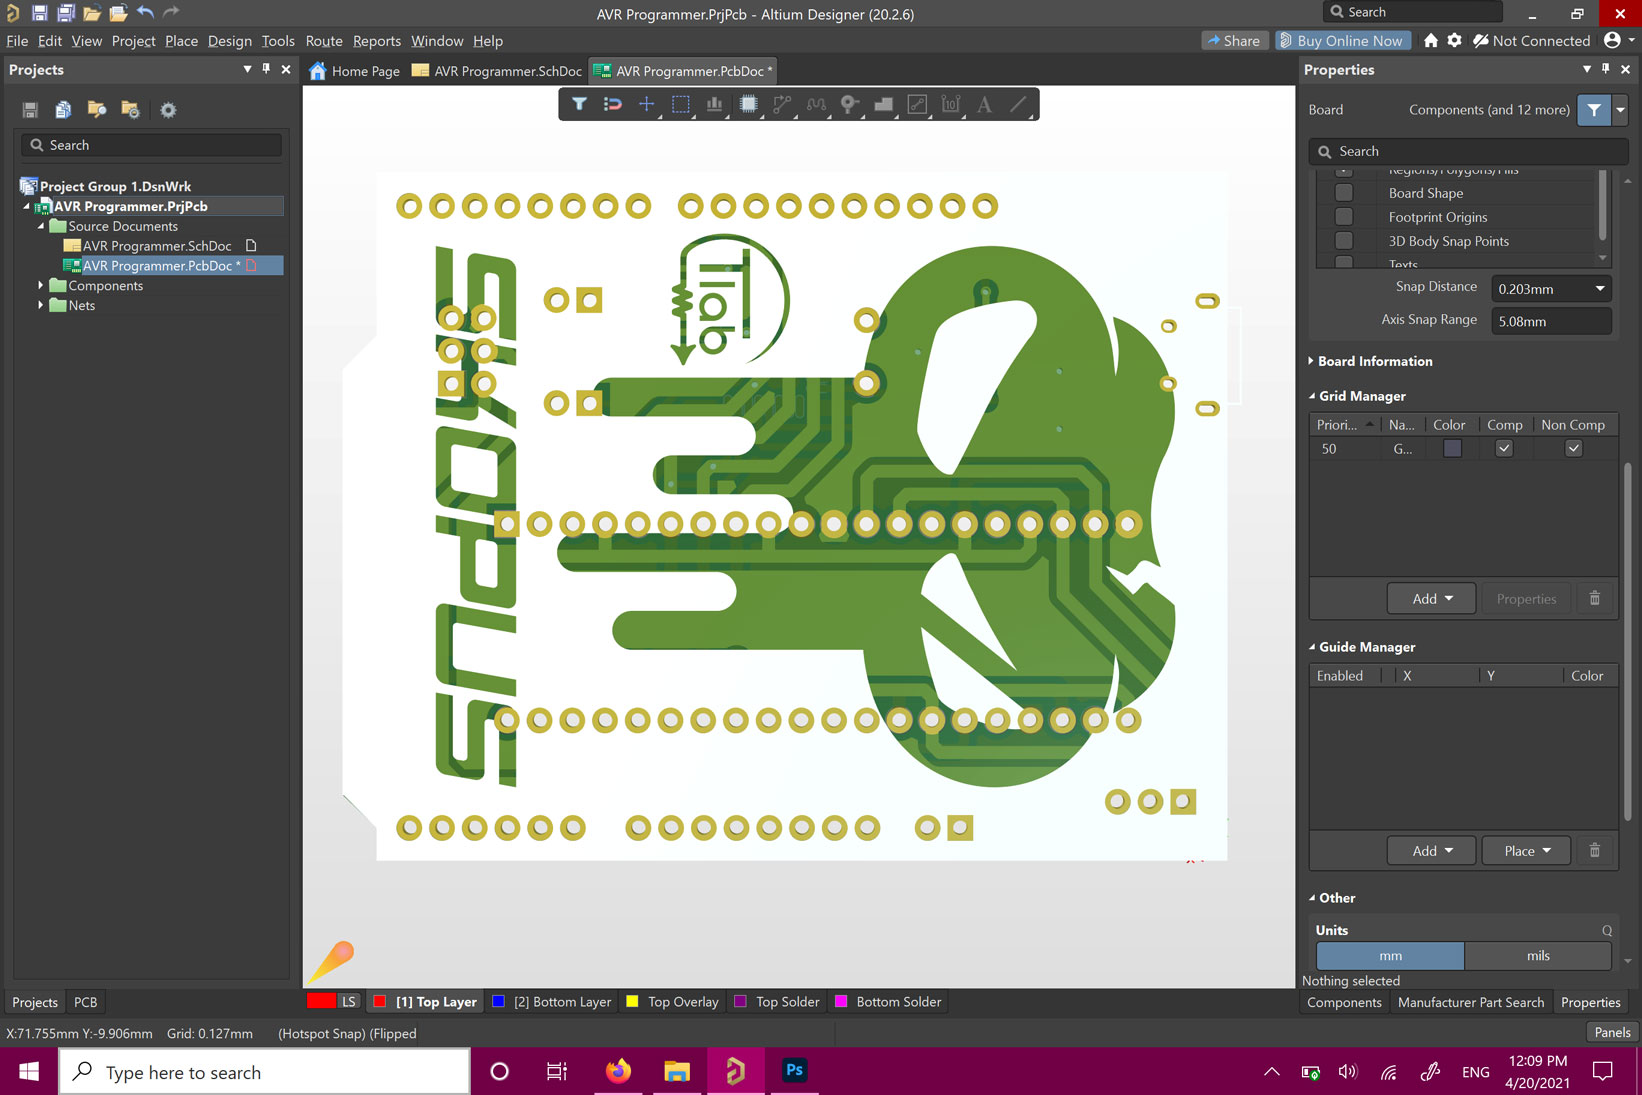 AVR Programmer.PrjPcb - Altium Designer (20.2.6)
Search
File Edit View Project Place Design Tools Route Reports Window Help
Share
Buy Online Now
Not Connected
Projects
Home Page
AVR Programmer.SchDoc
AVR Programmer.PcbDoc *
Properties
Board
Components (and 12 more)
Search
Search
Project Group 1.DsnWrk
AVR Programmer.PrjPcb
Source Documents
AVR Programmer.SchDoc
AVR Programmer.PcbDoc *
Components
Nets
10
A
Regions/Polygons/Fills
Board Shape
Footprint Origins
3D Body Snap Points
Texts
Snap Distance
0.203mm
Axis Snap Range
5.08mm
Board Information
Grid Manager
Priori... Na... Color Comp Non Comp
50 G...
Add
Properties
Guide Manager
Enabled X Y Color
Add
Place
Other
Units
Q
mm
mils
Nothing selected
Components
Manufacturer Part Search
Properties
Projects
PCB
LS
[1] Top Layer
[2] Bottom Layer
Top Overlay
Top Solder
Bottom Solder
X:71.755mm Y:-9.906mm Grid: 0.127mm (Hotspot Snap) (Flipped
Panels
Type here to search
Ps
ENG
12:09 PM
4/20/2021